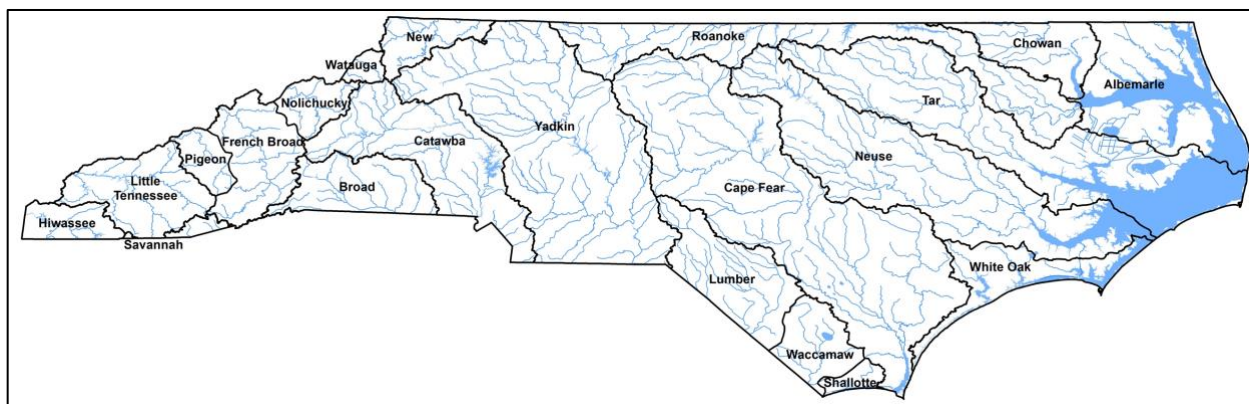 New
Roanoke
Chowan
Watauga
Albemarle
Nolichucky
Tar
Yadkin
French Broad
Catawba
Pigeon
Neuse
Little
Tennessee
Broad
Cape Fear
Hiwassee
Savannah
White Oak
Lumber
Waccamaw
Shallotte